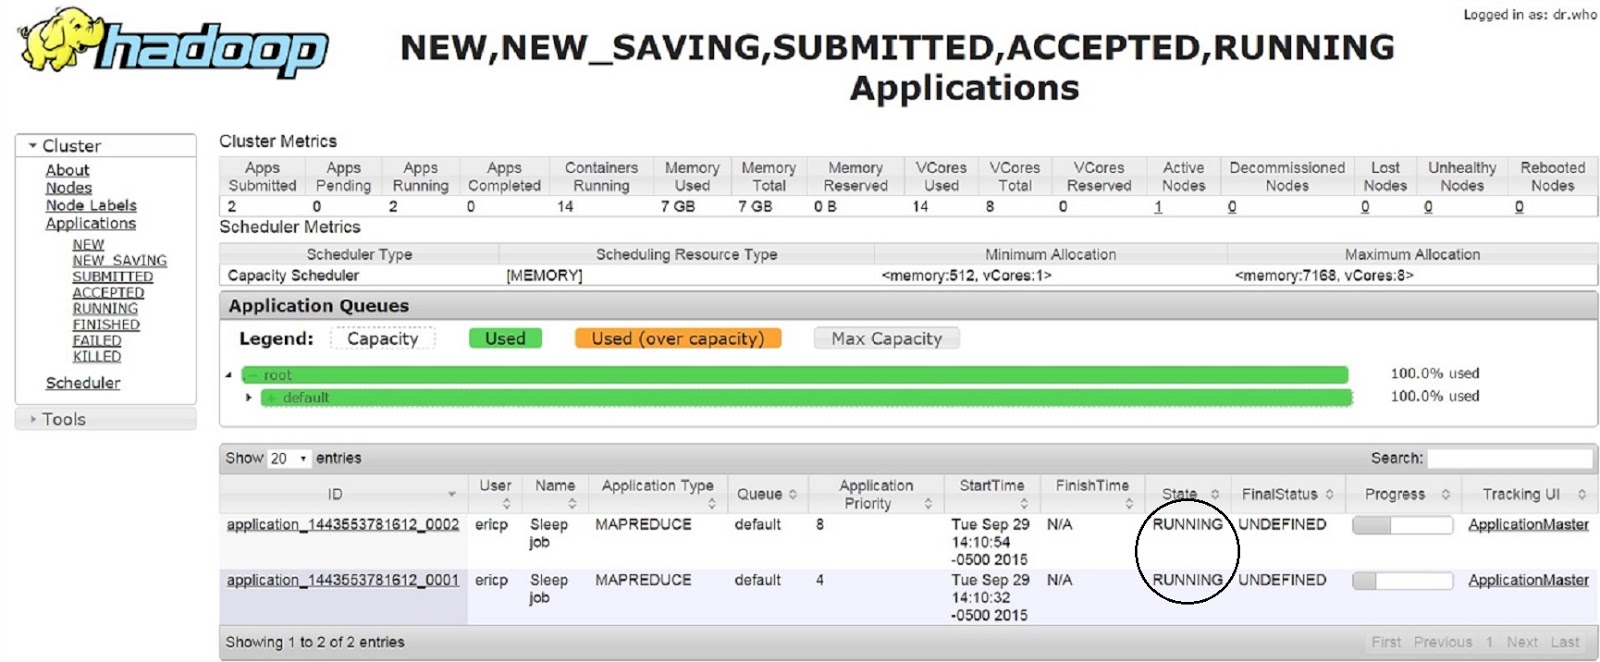 Logged in as: dr.who
hadoop
NEW,NEW_SAVING,SUBMITTED,ACCEPTED,RUNNING
Applications
Cluster
About
Nodes
Node Labels
Applications
NEW
NEW_SAVING
SUBMITTED
ACCEPTED
RUNNING
FINISHED
FAILED
KILLED
Scheduler
Tools
Cluster Metrics
Apps Submitted Apps Pending Apps Running Apps Completed Containers Running Memory Used Memory Total Memory Reserved VCores Used VCores Total VCores Reserved Active Nodes Decommissioned Nodes Lost Nodes Unhealthy Nodes Rebooted Nodes
2 0 2 0 14 7 GB 7 GB 0 B 14 8 0 1 0 0 0 0
Scheduler Metrics
Scheduler Type Scheduling Resource Type Minimum Allocation Maximum Allocation
Capacity Scheduler [MEMORY] <memory:512, vCores:1> <memory:7168, vCores:8>
Application Queues
Legend: Capacity Used Used (over capacity) Max Capacity
- root 100.0% used
+ default 100.0% used
Show 20 entries Search:
ID User Name Application Type Queue Application Priority StartTime FinishTime State FinalStatus Progress Tracking UI
application_1443553781612_0002 ericp Sleep job MAPREDUCE default 8 Tue Sep 29 14:10:54 -0500 2015 N/A RUNNING UNDEFINED ApplicationMaster
application_1443553781612_0001 ericp Sleep job MAPREDUCE default 4 Tue Sep 29 14:10:32 -0500 2015 N/A RUNNING UNDEFINED ApplicationMaster
Showing 1 to 2 of 2 entries First Previous 1 Next Last